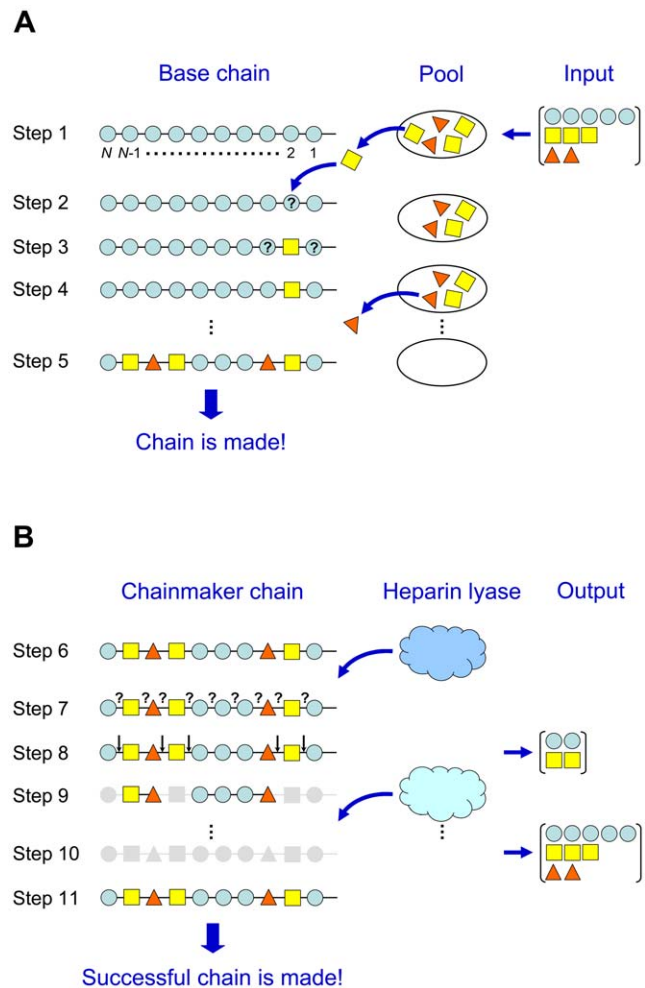 A
Base chain Pool Input
Step 1
N N-1 2 1
Step 2 ?
Step 3 ? ?
Step 4
Step 5
Chain is made!
B
Chainmaker chain Heparin lyase Output
Step 6
Step 7 ? ? ? ? ? ? ? ? ?
Step 8
Step 9
Step 10
Step 11
Successful chain is made!